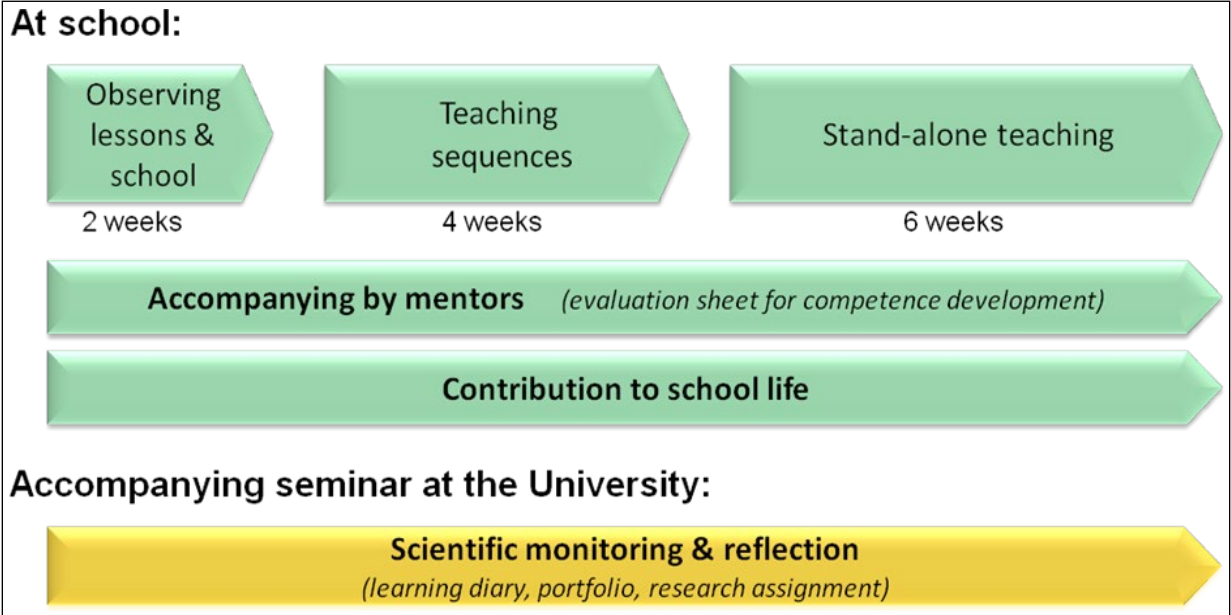 At school:
Observing
lessons &
school
Teaching
sequences
Stand-alone teaching
2 weeks
4 weeks
6 weeks
Accompanying by mentors (evaluation sheet for competence development)
Contribution to school life
Accompanying seminar at the University:
Scientific monitoring & reflection
(learning diary, portfolio, research assignment)